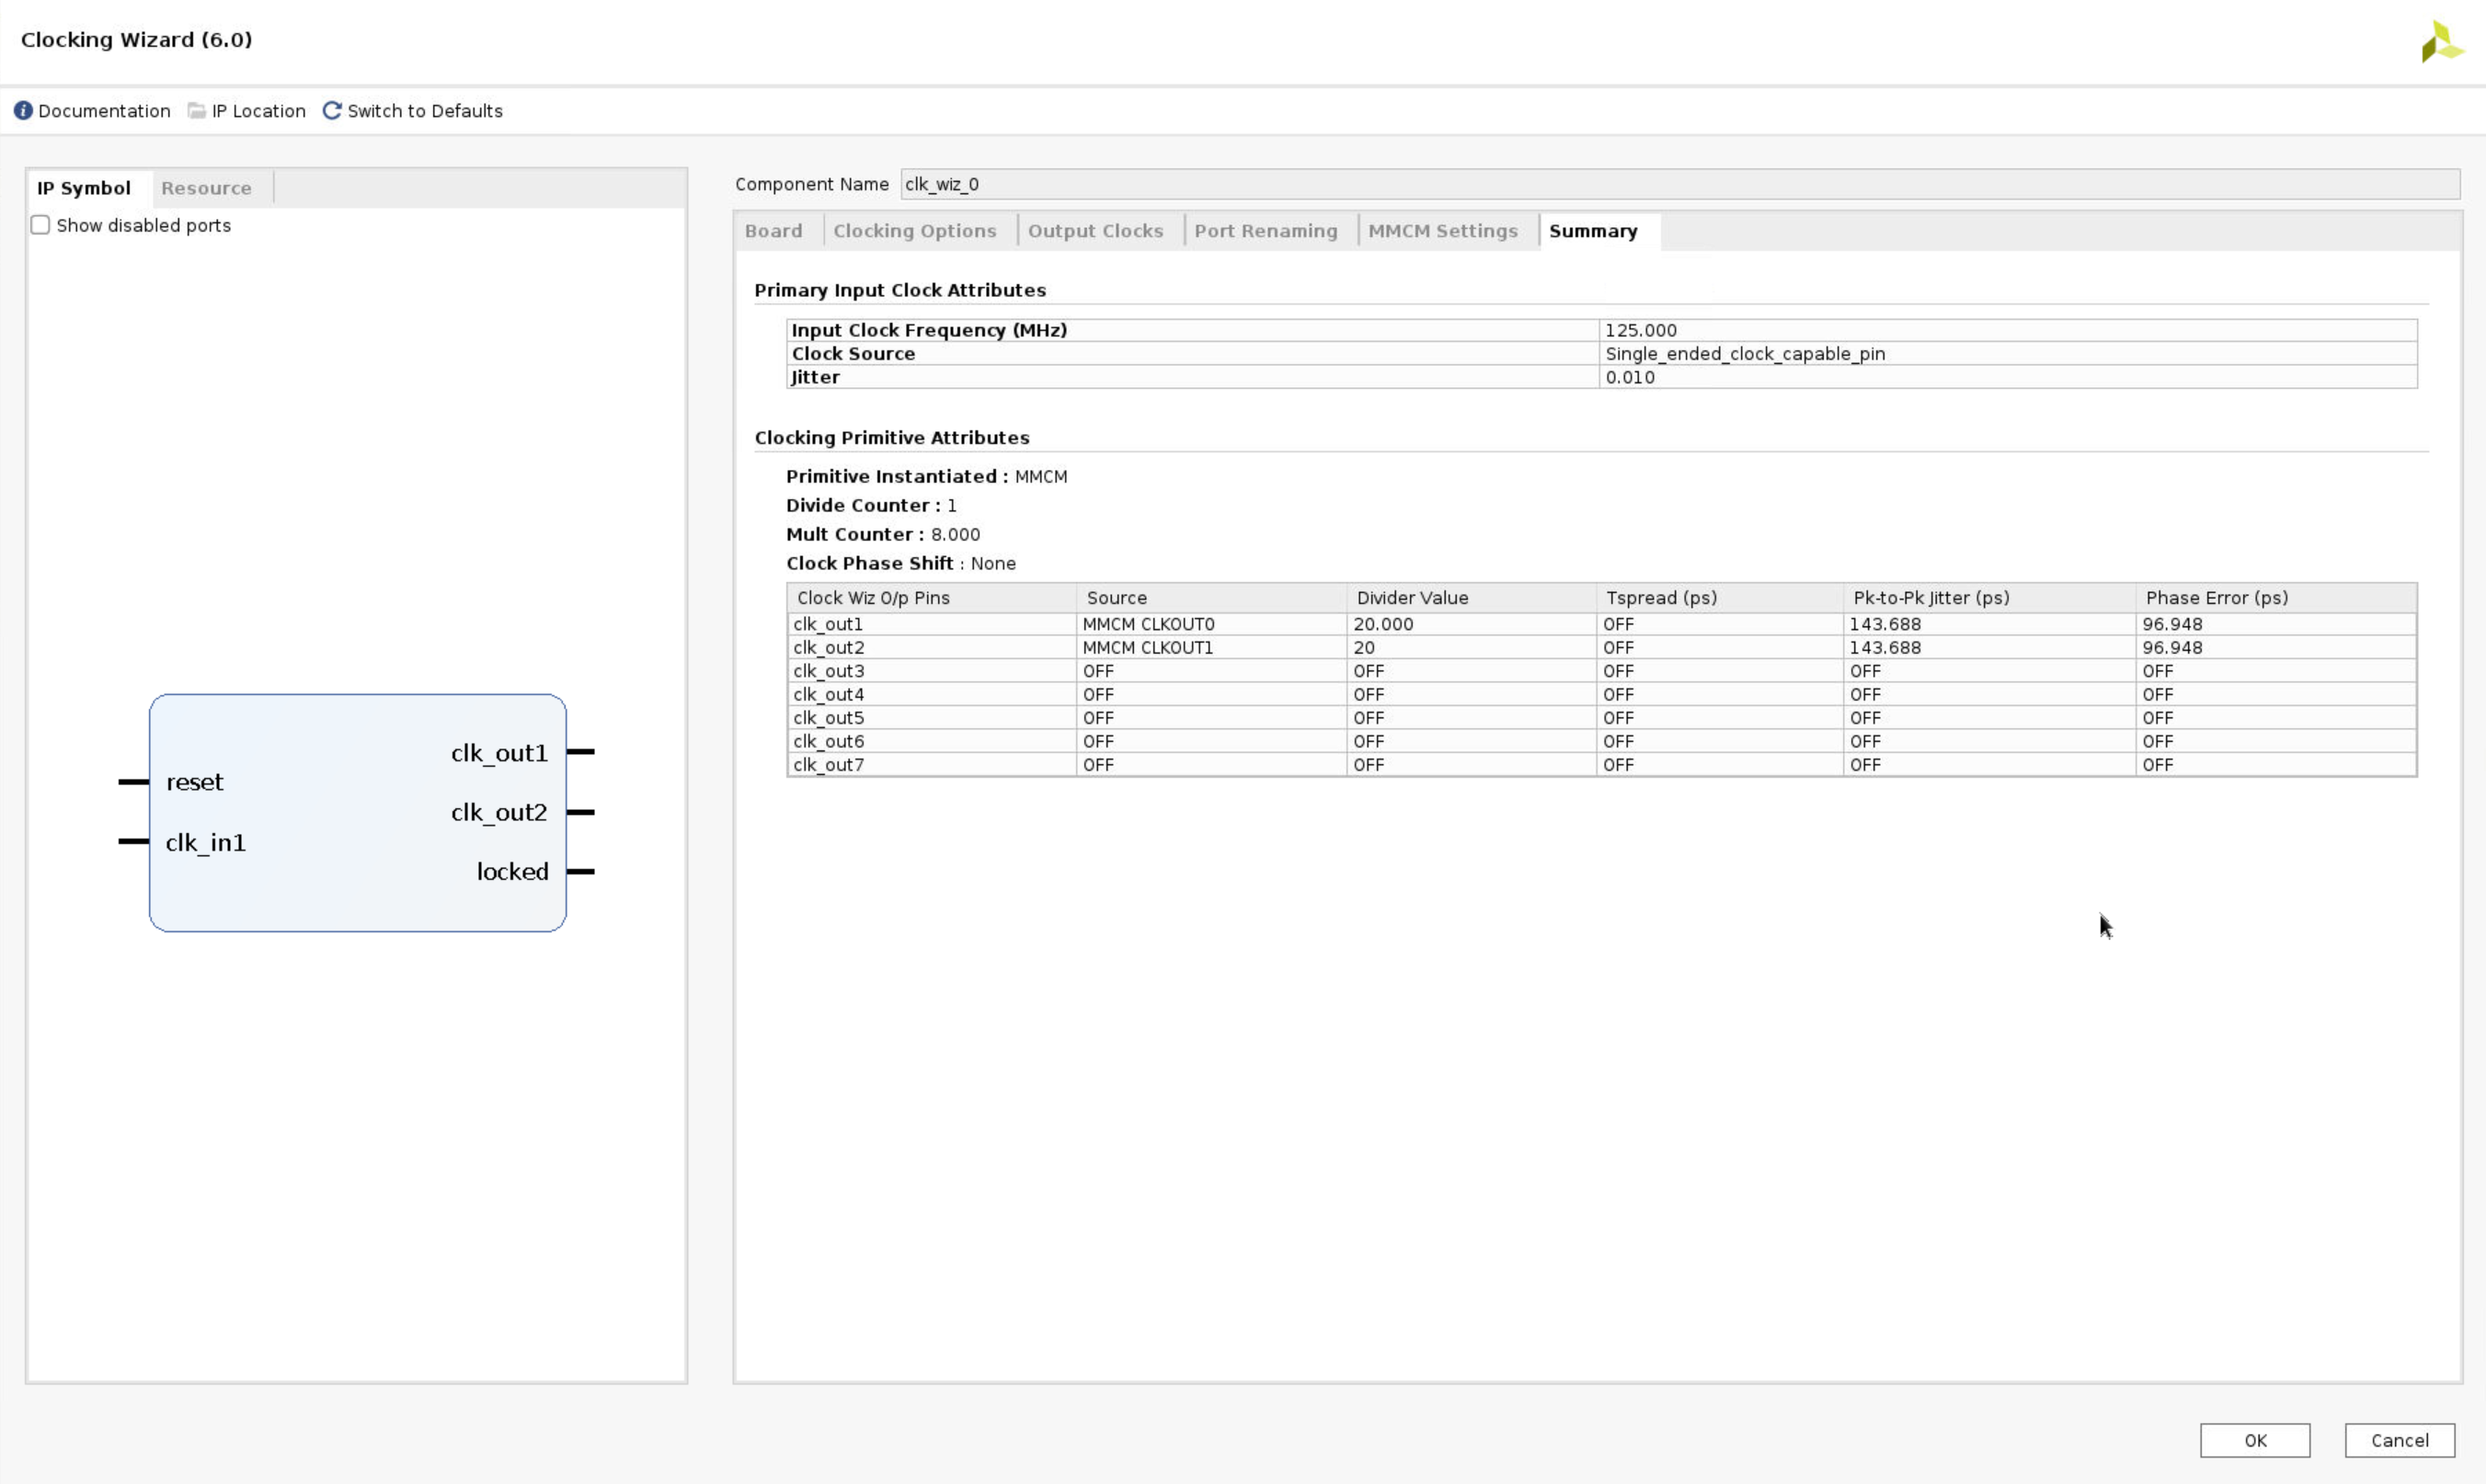 Clocking Wizard (6.0)
Documentation IP Location Switch to Defaults
IP Symbol Resource
Show disabled ports
reset
clk_in1
clk_out1
clk_out2
locked
Component Name clk_wiz_0
Board Clocking Options Output Clocks Port Renaming MMCM Settings Summary
Primary Input Clock Attributes
Input Clock Frequency (MHz) 125.000
Clock Source Single_ended_clock_capable_pin
Jitter 0.010
Clocking Primitive Attributes
Primitive Instantiated : MMCM
Divide Counter : 1
Mult Counter : 8.000
Clock Phase Shift : None
Clock Wiz O/p Pins Source Divider Value Tspread (ps) Pk-to-Pk Jitter (ps) Phase Error (ps)
clk_out1 MMCM CLKOUT0 20.000 OFF 143.688 96.948
clk_out2 MMCM CLKOUT1 20 OFF 143.688 96.948
clk_out3 OFF OFF OFF OFF OFF
clk_out4 OFF OFF OFF OFF OFF
clk_out5 OFF OFF OFF OFF OFF
clk_out6 OFF OFF OFF OFF OFF
clk_out7 OFF OFF OFF OFF OFF
OK Cancel